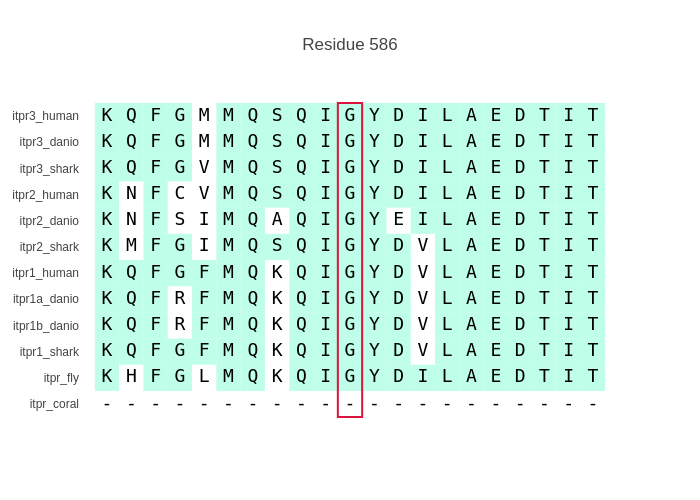 Residue 586
itpr3_human K Q F G M M Q S Q I G Y D I L A E D T I T
itpr3_danio K Q F G M M Q S Q I G Y D I L A E D T I T
itpr3_shark K Q F G V M Q S Q I G Y D I L A E D T I T
itpr2_human K N F C V M Q S Q I G Y D I L A E D T I T
itpr2_danio K N F S I M Q A Q I G Y E I L A E D T I T
itpr2_shark K M F G I M Q S Q I G Y D V L A E D T I T
itpr1_human K Q F G F M Q K Q I G Y D V L A E D T I T
itpr1a_danio K Q F R F M Q K Q I G Y D V L A E D T I T
itpr1b_danio K Q F R F M Q K Q I G Y D V L A E D T I T
itpr1_shark K Q F G F M Q K Q I G Y D V L A E D T I T
itpr_fly K H F G L M Q K Q I G Y D I L A E D T I T
itpr_coral - - - - - - - - - - - - - - - - - - - - -